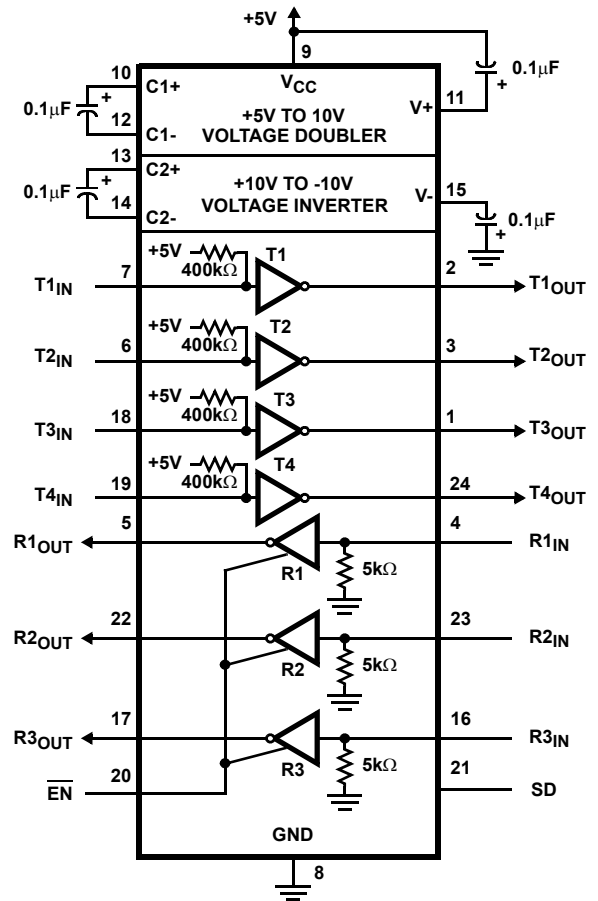 +5V
9
10
C1+
V_CC
0.1μF
+
+
0.1μF
11
V+
12
C1-
+5V TO 10V
VOLTAGE DOUBLER
13
C2+
0.1μF
+
+10V TO -10V
VOLTAGE INVERTER
V-
15
14
C2-
0.1μF
+
+5V
400kΩ
T1
T1IN
7
2
T1OUT
+5V
400kΩ
T2
T2IN
6
3
T2OUT
+5V
400kΩ
T3
T3IN
18
1
T3OUT
+5V
400kΩ
T4
T4IN
19
24
T4OUT
R1OUT
5
4
R1IN
R1
5kΩ
R2OUT
22
23
R2IN
R2
5kΩ
R3OUT
17
16
R3IN
R3
5kΩ
EN
20
21
SD
GND
8